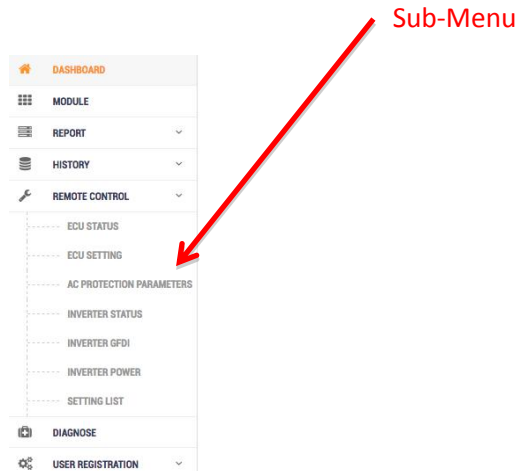 Sub-Menu
DASHBOARD
MODULE
REPORT
HISTORY
REMOTE CONTROL
ECU STATUS
ECU SETTING
AC PROTECTION PARAMETERS
INVERTER STATUS
INVERTER GFDI
INVERTER POWER
SETTING LIST
DIAGNOSE
USER REGISTRATION